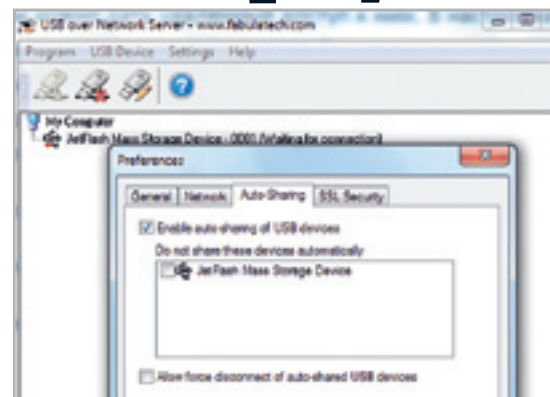 USB over Network Server - www.fabulatech.com
Program USB Device Settings Help
My Computer
JetFlash Mass Storage Device - 0001 (Waiting for connection)
Preferences
General Network Auto-Sharing SSL Security
Enable auto-sharing of USB devices
Do not share these devices automatically
JetFlash Mass Storage Device
Allow force disconnect of auto-shared USB devices